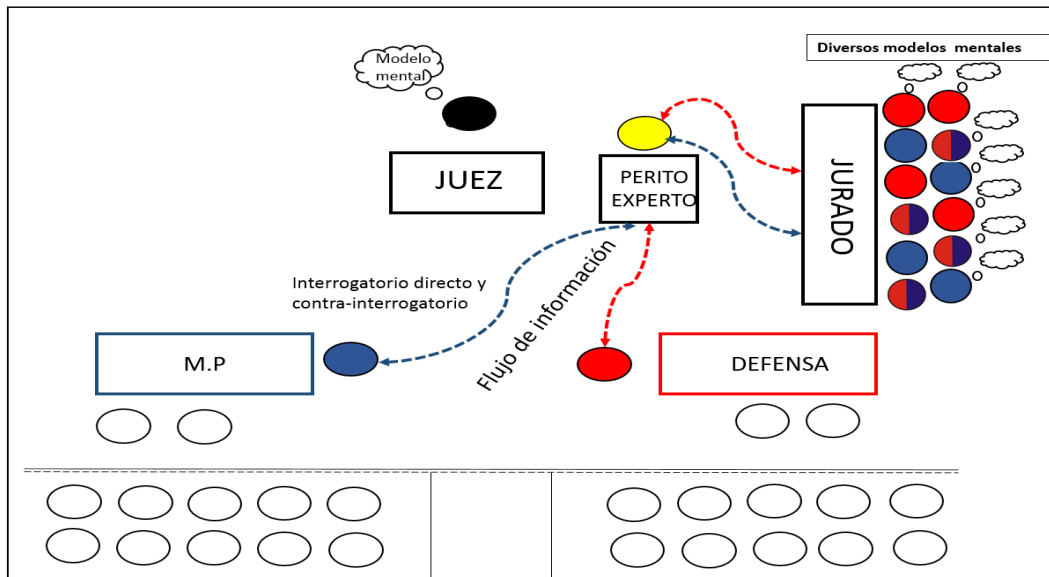 Diversos modelos mentales
Modelo
mental
JUEZ
PERITO
EXPERTO
JURADO
Interrogatorio directo y
contra-interrogatorio
Flujo de información
M.P
DEFENSA